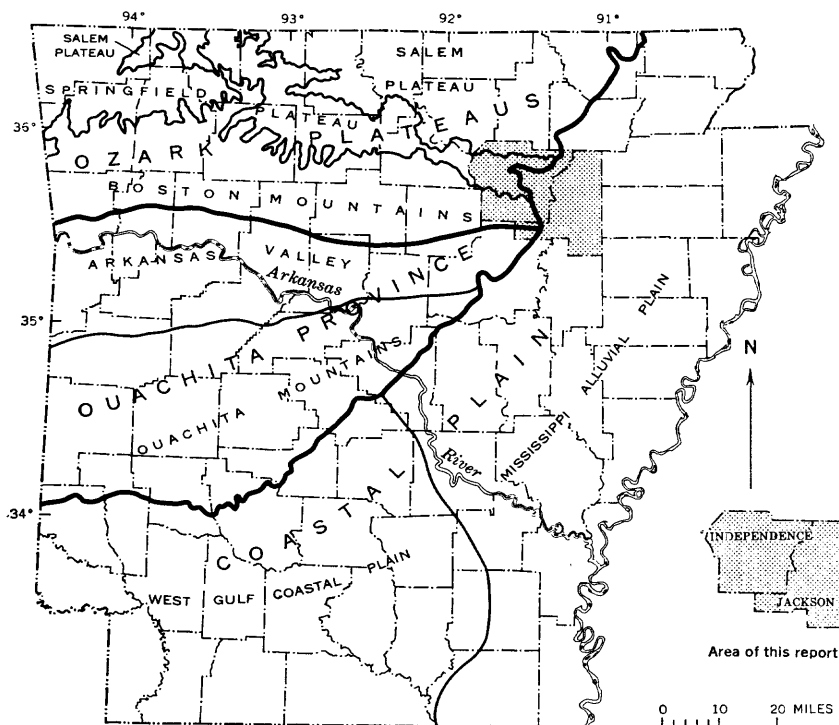 94°
93°
92°
91°
SALEM
PLATEAU
SALEM
PLATEAU
SPRINGFIELD
PLATEAU
36°
OZARK PLATEAUS
BOSTON MOUNTAINS
ARKANSAS VALLEY
Arkansas
35°
OUACHITA PROVINCE
OUACHITA MOUNTAINS
PLAIN
ALLUVIAL PLAIN
N
River
MISSISSIPPI
34°
COASTAL
WEST GULF COASTAL PLAIN
INDEPENDENCE
JACKSON
Area of this report
0 10 20 MILES